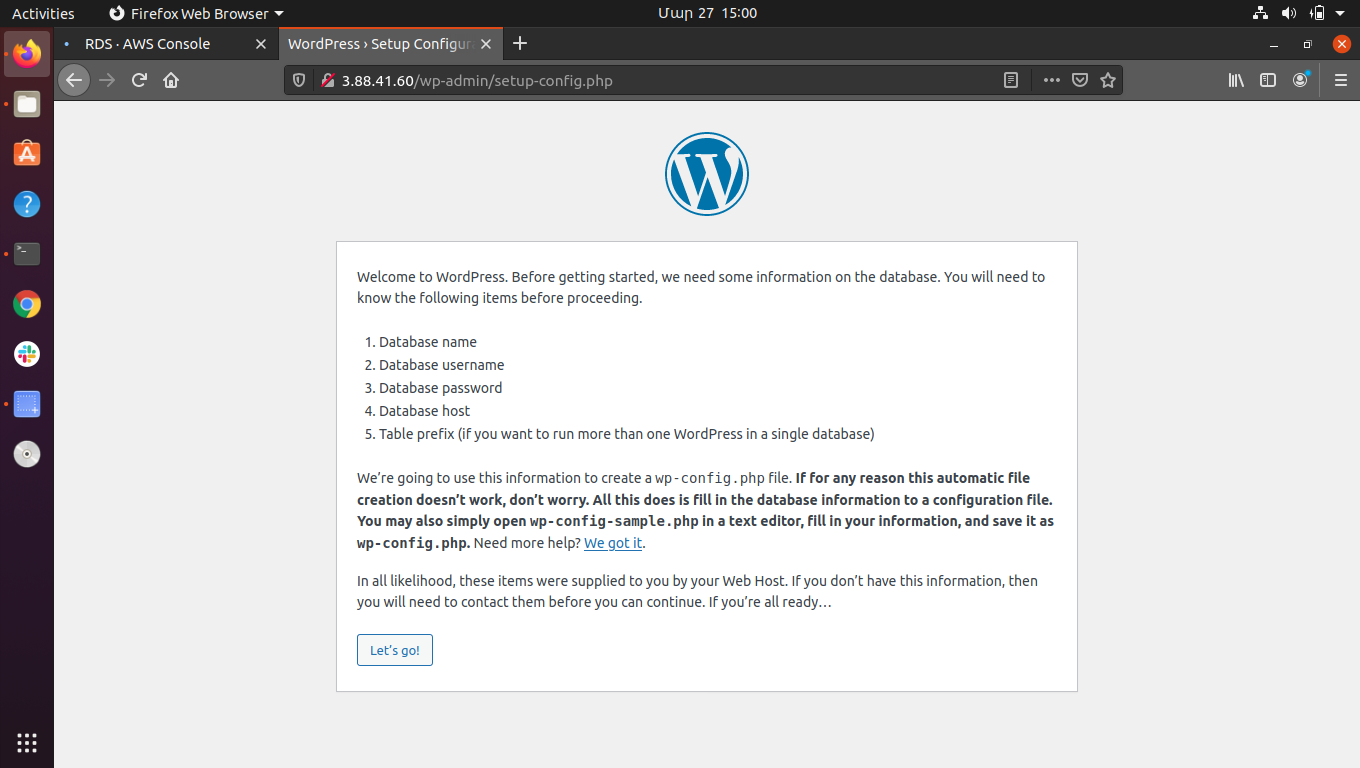 Activities
Firefox Web Browser
Մար 27 15:00
RDS · AWS Console
WordPress › Setup Configur
3.88.41.60/wp-admin/setup-config.php
Welcome to WordPress. Before getting started, we need some information on the database. You will need to
know the following items before proceeding.
1. Database name
2. Database username
3. Database password
4. Database host
5. Table prefix (if you want to run more than one WordPress in a single database)
We’re going to use this information to create a wp-config.php file. If for any reason this automatic file
creation doesn’t work, don’t worry. All this does is fill in the database information to a configuration file.
You may also simply open wp-config-sample.php in a text editor, fill in your information, and save it as
wp-config.php. Need more help? We got it.
In all likelihood, these items were supplied to you by your Web Host. If you don’t have this information, then
you will need to contact them before you can continue. If you’re all ready…
Let’s go!